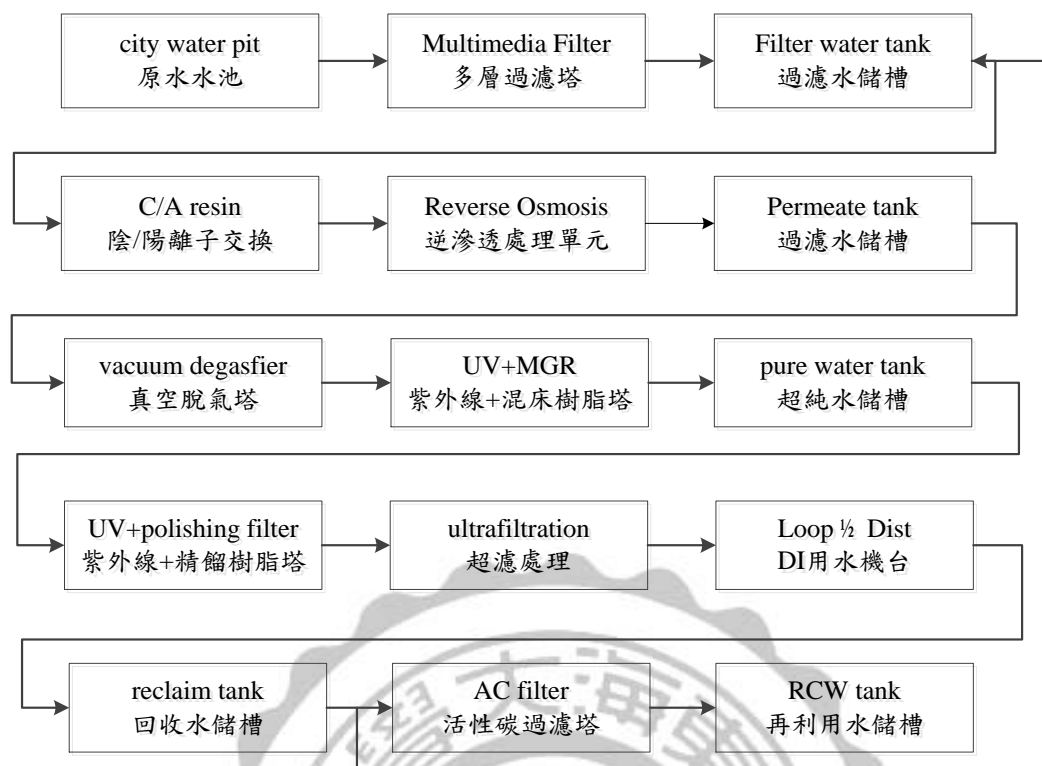 city water pit
原水水池
Multimedia Filter
多層過濾塔
Filter water tank
過濾水儲槽
C/A resin
陰/陽離子交換
Reverse Osmosis
逆滲透處理單元
Permeate tank
過濾水儲槽
vacuum degasfier
真空脫氣塔
UV+MGR
紫外線+混床樹脂塔
pure water tank
超純水儲槽
UV+polishing filter
紫外線+精餾樹脂塔
ultrafiltration
超濾處理
Loop ½ Dist
DI用水機台
reclaim tank
回收水儲槽
AC filter
活性碳過濾塔
RCW tank
再利用水儲槽